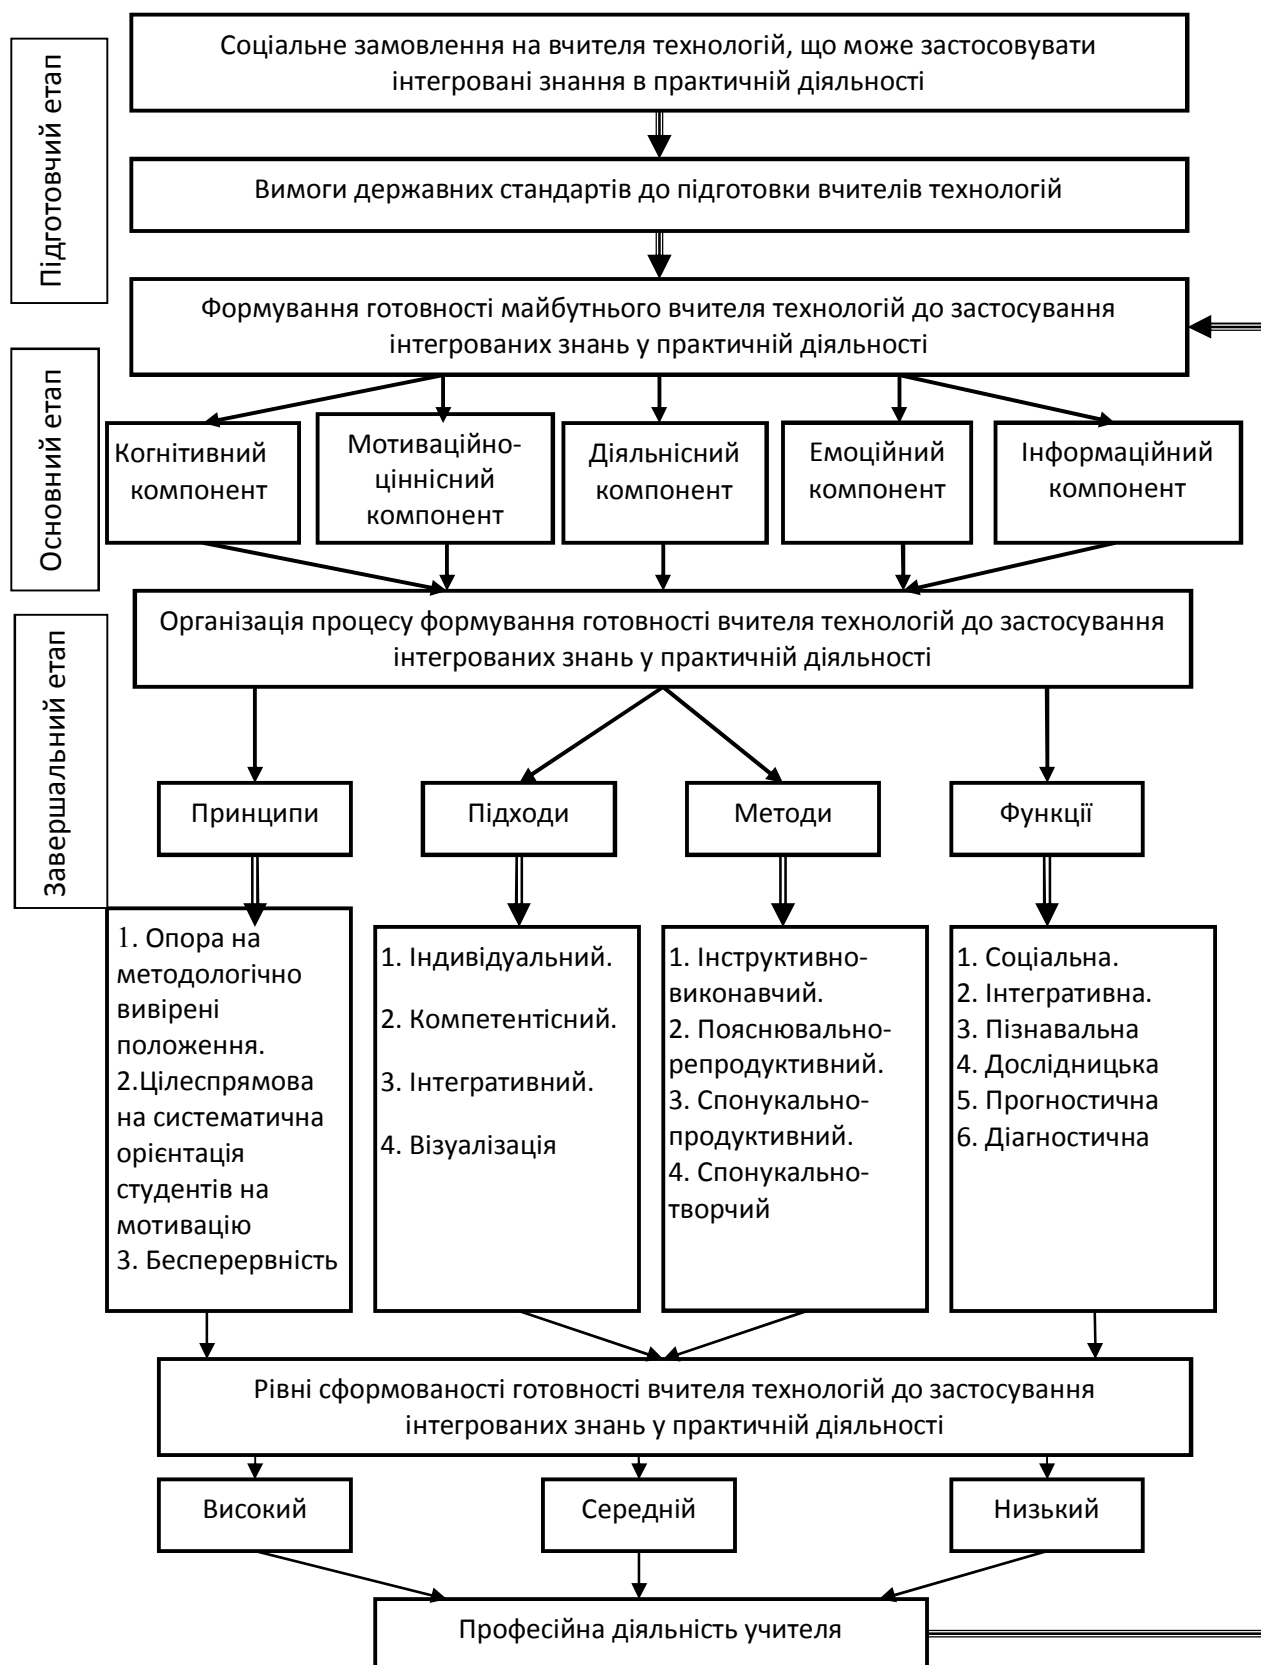 Підготовчий етап
Соціальне замовлення на вчителя технологій, що може застосовувати
інтегровані знання в практичній діяльності
Вимоги державних стандартів до підготовки вчителів технологій
Формування готовності майбутнього вчителя технологій до застосування
інтегрованих знань у практичній діяльності
Основний етап
Когнітивний
компонент
Мотиваційно-
ціннісний
компонент
Діяльнісний
компонент
Емоційний
компонент
Інформаційний
компонент
Завершальний етап
Організація процесу формування готовності вчителя технологій до застосування
інтегрованих знань у практичній діяльності
Принципи
Підходи
Методи
Функції
1. Опора на
методологічно
вивірені
положення.
2.Цілеспрямова
на систематична
орієнтація
студентів на
мотивацію
3. Бесперервність
1. Індивідуальний.
2. Компетентісний.
3. Інтегративний.
4. Візуалізація
1. Інструктивно-
виконавчий.
2. Пояснювально-
репродуктивний.
3. Спонукально-
продуктивний.
4. Спонукально-
творчий
1. Соціальна.
2. Інтегративна.
3. Пізнавальна
4. Дослідницька
5. Прогностична
6. Діагностична
Рівні сформованості готовності вчителя технологій до застосування
інтегрованих знань у практичній діяльності
Високий
Середній
Низький
Професійна діяльність учителя